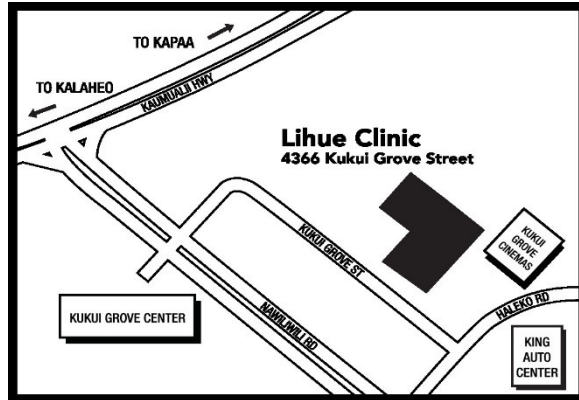 TO KAPAA
TO KALAHEO
KAUMUALII HWY
Lihue Clinic
4366 Kukui Grove Street
KUKUI GROVE ST
KUKUI
GROVE
CINEMAS
HALEKO RD
KUKUI GROVE CENTER
NAWILIWILI RD
KING
AUTO
CENTER